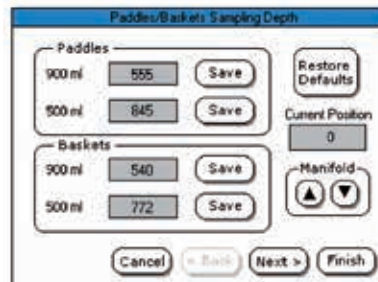 Paddles/Baskets Sampling Depth
Paddles
900 ml 555 Save
500 ml 845 Save
Baskets
900 ml 540 Save
500 ml 772 Save
Restore
Defaults
Current Position
0
Manifold
Cancel < Back Next > Finish